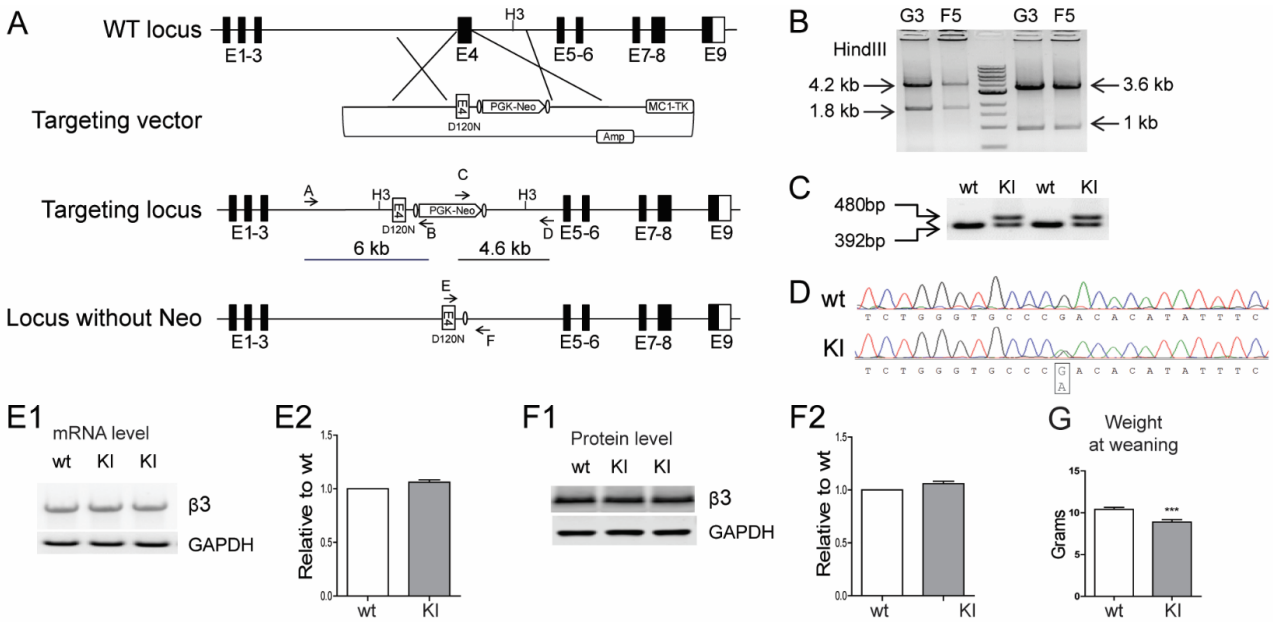 A
WT locus
H3
E1-3
E4
E5-6
E7-8
E9
Targeting vector
E4
D120N
PGK-Neo
MC1-TK
Amp
Targeting locus
A
H3
C
H3
E4
PGK-Neo
E1-3
D120N
B
D
E5-6
E7-8
E9
6 kb
4.6 kb
Locus without Neo
E
E4
E1-3
D120N
F
E5-6
E7-8
E9
B
G3 F5 G3 F5
HindIII
4.2 kb
3.6 kb
1.8 kb
1 kb
C
wt KI wt KI
480bp
392bp
D
wt
T C T G G G T G C C C G A C A C A T A T T T C
KI
T C T G G G T G C C C G A C A C A T A T T T C
A
E1
mRNA level
wt KI KI
β3
GAPDH
E2
Relative to wt
1.5
1.0
0.5
0.0
wt KI
F1
Protein level
wt KI KI
β3
GAPDH
F2
Relative to wt
1.5
1.0
0.5
0.0
wt KI
G
Weight
at weaning
Grams
15
10
5
0
***
wt KI